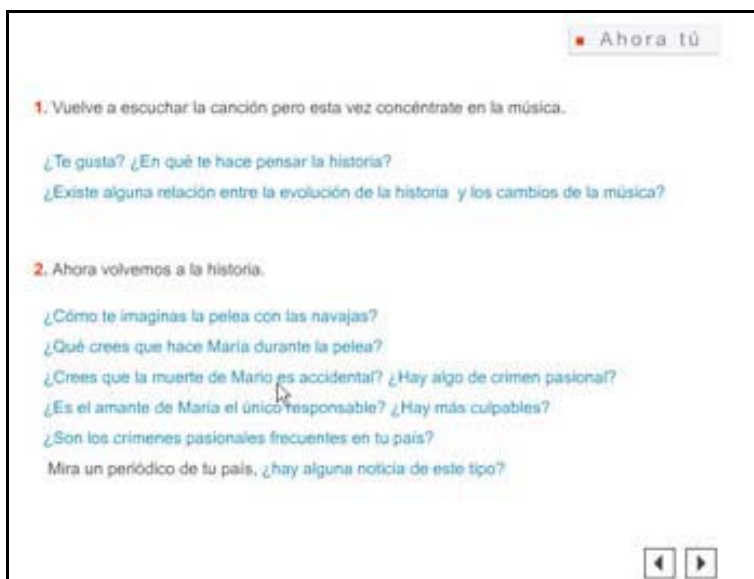 Ahora tú
1. Vuelve a escuchar la canción pero esta vez concéntrate en la música.
¿Te gusta? ¿En qué te hace pensar la historia?
¿Existe alguna relación entre la evolución de la historia y los cambios de la música?
2. Ahora volvemos a la historia.
¿Cómo te imaginas la pelea con las navajas?
¿Qué crees que hace María durante la pelea?
¿Crees que la muerte de Mario es accidental? ¿Hay algo de crimen pasional?
¿Es el amante de María el único responsable? ¿Hay más culpables?
¿Son los crímenes pasionales frecuentes en tu país?
Mira un periódico de tu país, ¿hay alguna noticia de este tipo?